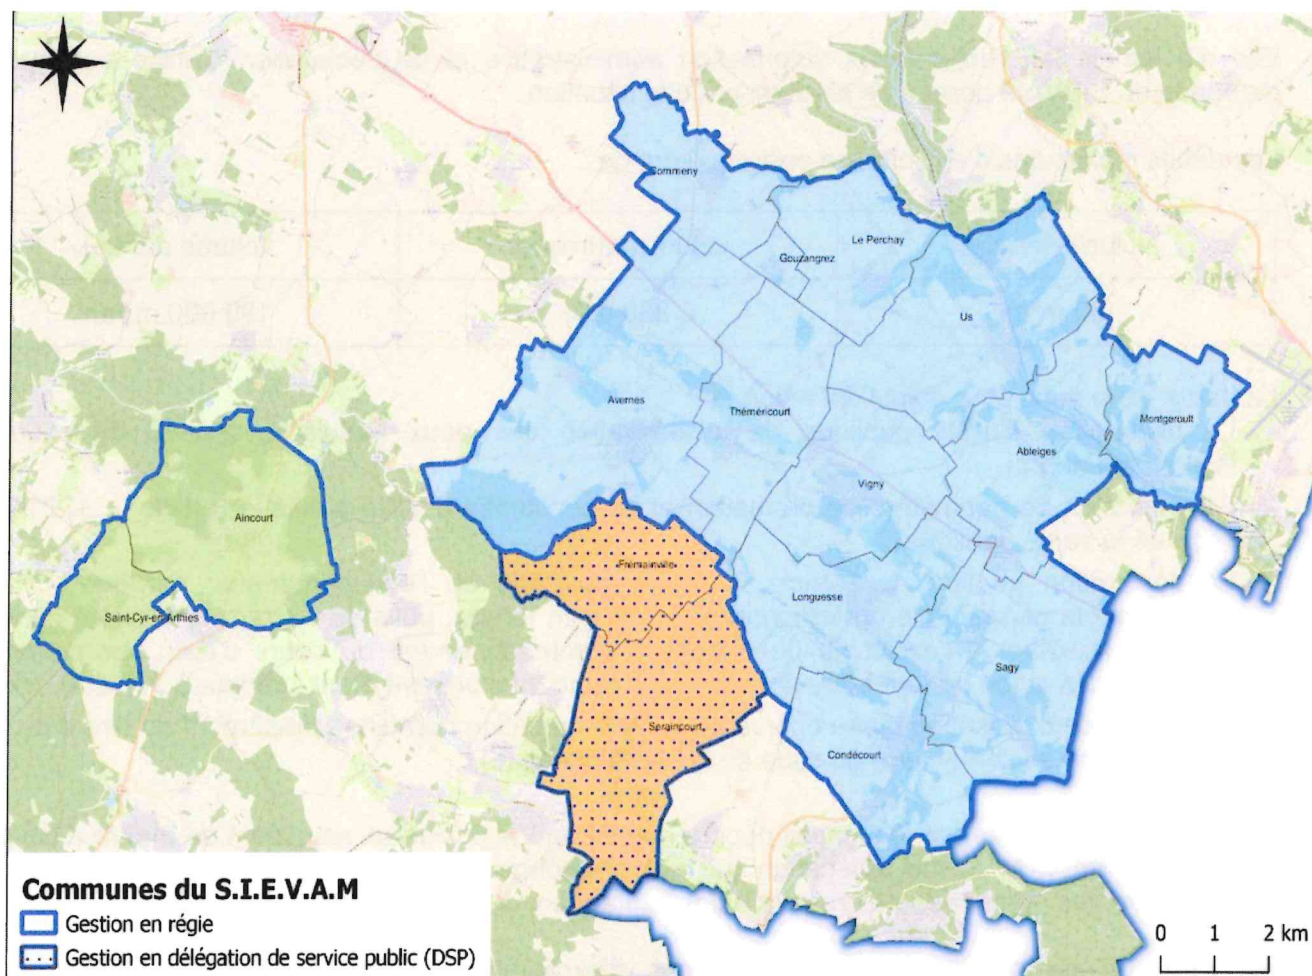 Commeny
Le Perchay
Gouzangrez
Us
Avernes
Théméricourt
Montgeroult
Ableiges
Vigny
Aincourt
Frémainville
Longuesse
Saint-Cyr-en-Arthies
Sagy
Seraincourt
Condécourt
Communes du S.I.E.V.A.M
Gestion en régie
Gestion en délégation de service public (DSP)
0 1 2 km